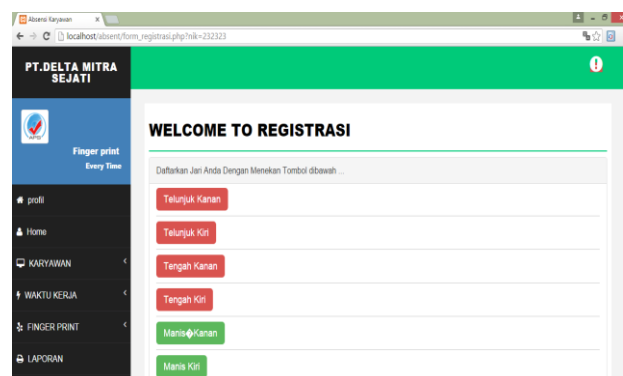 Absensi Karyawan
localhost/absent/form_registrasi.php?nik=232323
PT.DELTA MITRA
SEJATI
Finger print
Every Time
profil
Home
KARYAWAN
WAKTU KERJA
FINGER PRINT
LAPORAN
WELCOME TO REGISTRASI
Daftarkan Jari Anda Dengan Menekan Tombol dibawah ...
Telunjuk Kanan
Telunjuk Kiri
Tengah Kanan
Tengah Kiri
Manis�Kanan
Manis Kiri